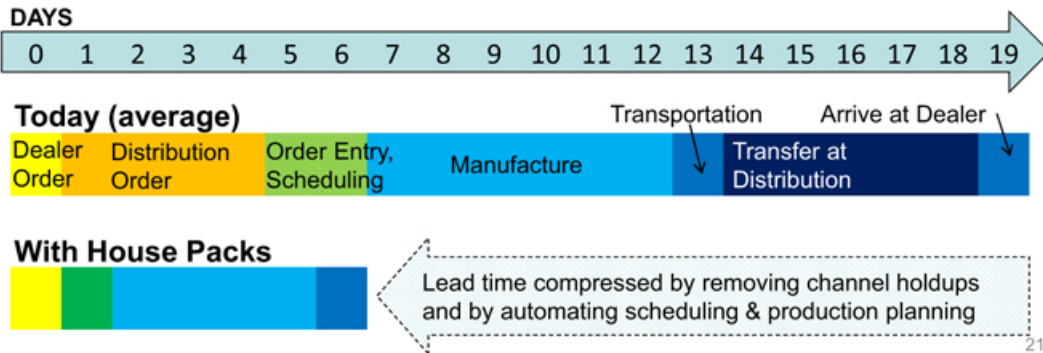 DAYS
0 1 2 3 4 5 6 7 8 9 10 11 12 13 14 15 16 17 18 19
Today (average)
Transportation
Arrive at Dealer
Dealer
Order
Distribution
Order
Order Entry,
Scheduling
Manufacture
Transfer at
Distribution
With House Packs
Lead time compressed by removing channel holdups
and by automating scheduling & production planning
21